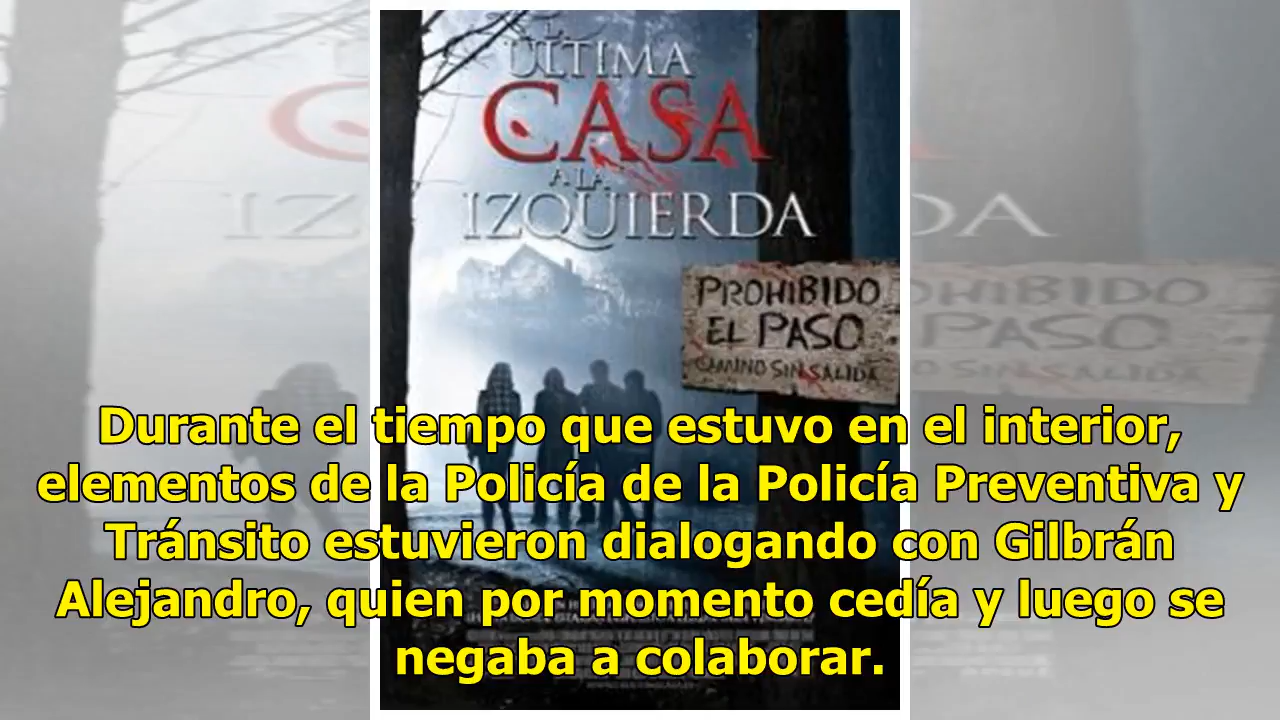 LA
ÚLTIMA
CASA
A LA
IZQUIERDA
PROHIBIDO
EL PASO
CAMINO SIN SALIDA
Durante el tiempo que estuvo en el interior,
elementos de la Policía de la Policía Preventiva y
Tránsito estuvieron dialogando con Gilbrán
Alejandro, quien por momento cedía y luego se
negaba a colaborar.